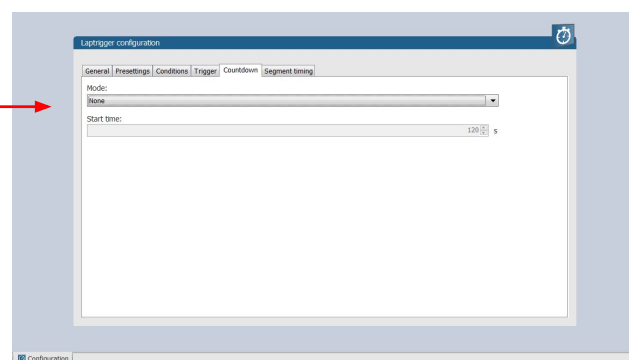 Laptrigger configuration
General Presettings Conditions Trigger Countdown Segment timing
Mode:
None
Start time:
120 s
Configuration